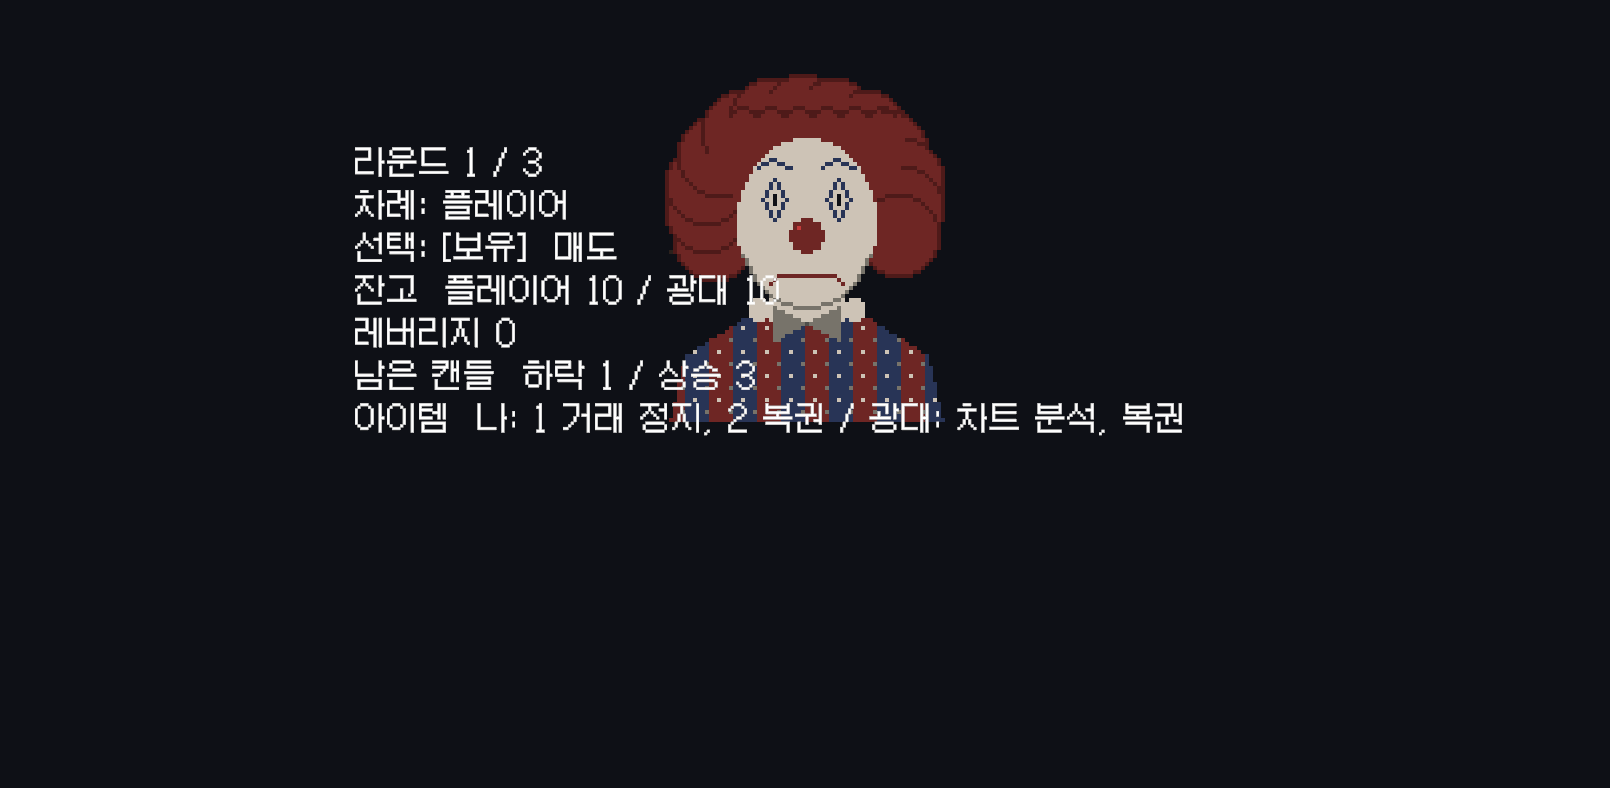 라운드 1 / 3
차례: 플레이어
선택: [보유]  매도
잔고  플레이어 10 / 광대 10
레버리지 0
남은 캔들  하락 1 / 상승 3
아이템  나: 1 거래 정지, 2 복권 / 광대: 차트 분석, 복권